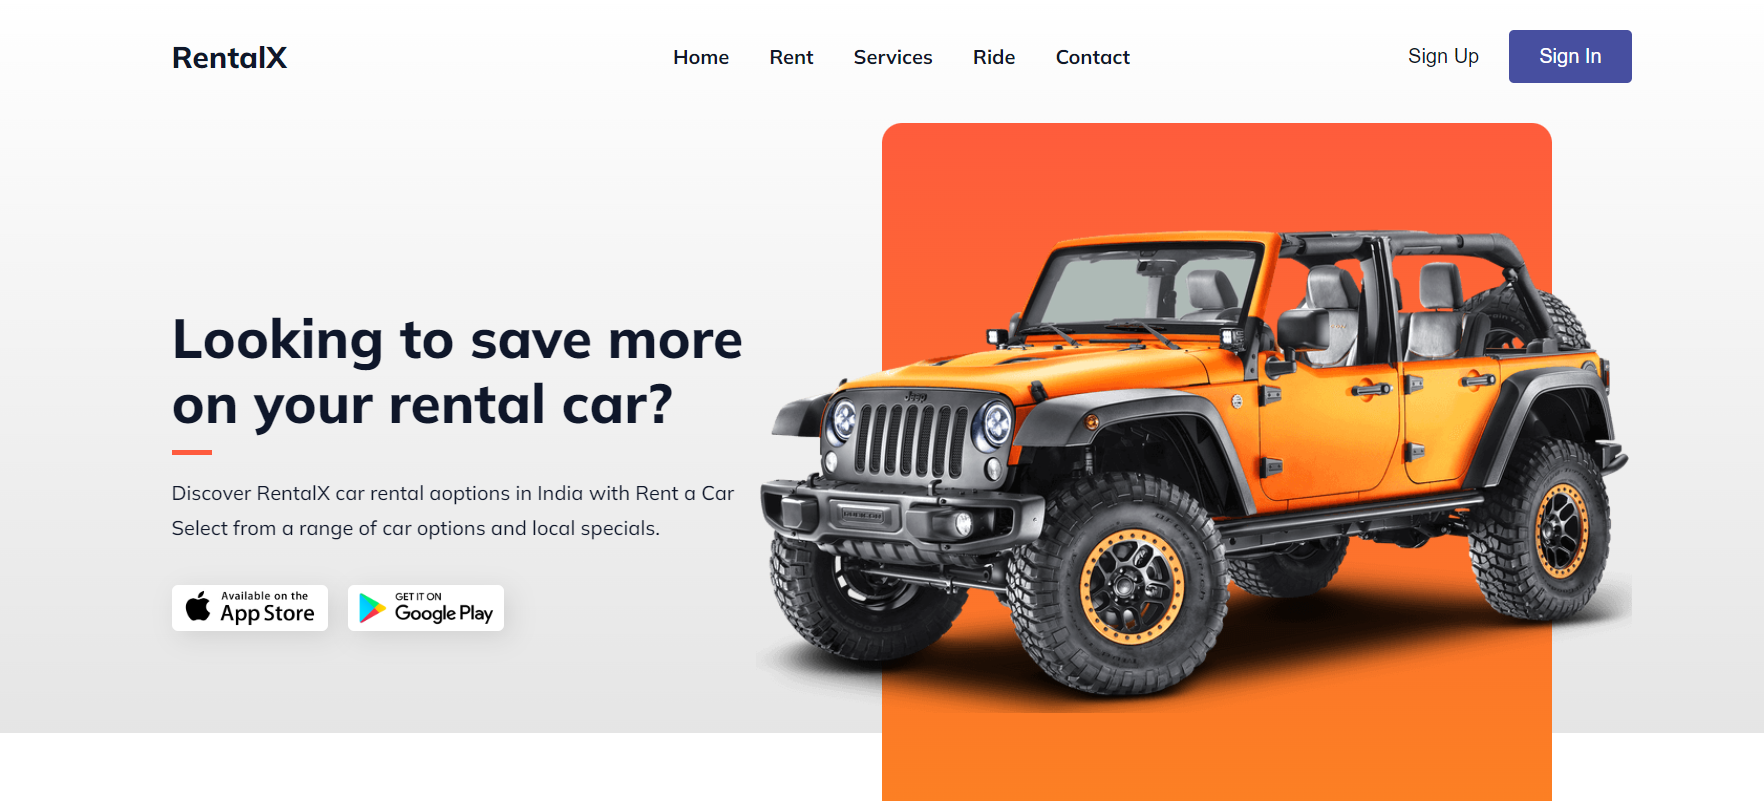 RentalX
Home Rent Services Ride Contact
Sign Up Sign In
Looking to save more
on your rental car?
Discover RentalX car rental aoptions in India with Rent a Car
Select from a range of car options and local specials.
Available on the
App Store
GET IT ON
Google Play
Jeep
RUBICON